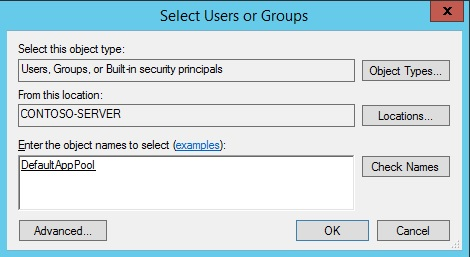 Select Users or Groups
x
Select this object type:
Users, Groups, or Built-in security principals
Object Types...
From this location:
CONTOSO-SERVER
Locations...
Enter the object names to select (examples):
DefaultAppPool
Check Names
Advanced...
OK
Cancel